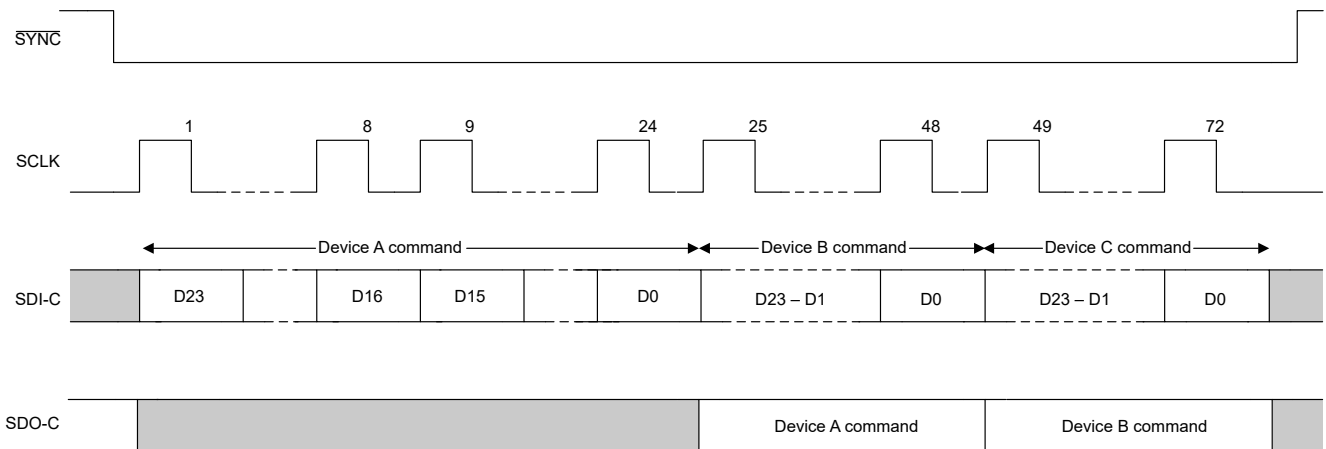 SYNC
1 8 9 24 25 48 49 72
SCLK
Device A command Device B command Device C command
SDI-C D23 D16 D15 D0 D23 – D1 D0 D23 – D1 D0
SDO-C Device A command Device B command